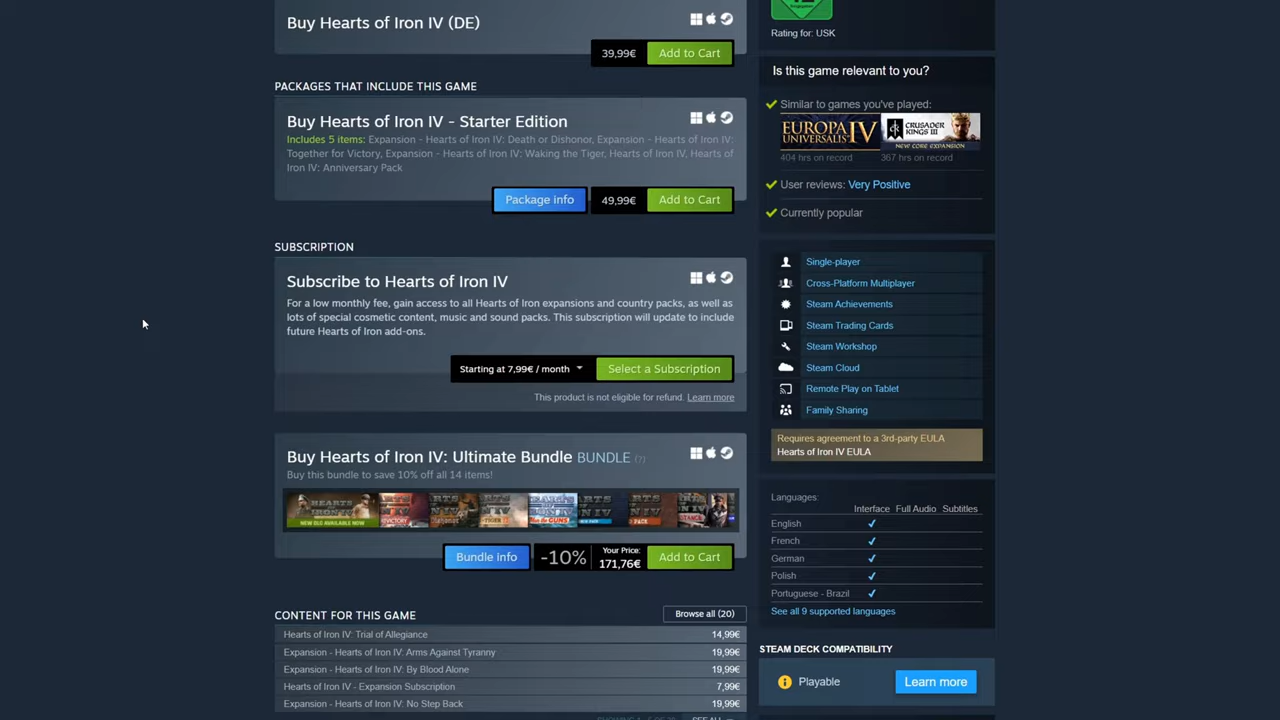 Buy Hearts of Iron IV (DE)
39,99€
Add to Cart
PACKAGES THAT INCLUDE THIS GAME
Buy Hearts of Iron IV - Starter Edition
Includes 5 items: Expansion - Hearts of Iron IV: Death or Dishonor, Expansion - Hearts of Iron IV:
Together for Victory, Expansion - Hearts of Iron IV: Waking the Tiger, Hearts of Iron IV, Hearts of
Iron IV: Anniversary Pack
Package info
49,99€
Add to Cart
SUBSCRIPTION
Subscribe to Hearts of Iron IV
For a low monthly fee, gain access to all Hearts of Iron expansions and country packs, as well as
lots of special cosmetic content, music and sound packs. This subscription will update to include
future Hearts of Iron add-ons.
Starting at 7,99€ / month
Select a Subscription
This product is not eligible for refund. Learn more
Buy Hearts of Iron IV: Ultimate Bundle BUNDLE (?)
Buy this bundle to save 10% off all 14 items!
Bundle info
-10%
Your Price:
171,76€
Add to Cart
CONTENT FOR THIS GAME
Browse all (20)
Hearts of Iron IV: Trial of Allegiance 14,99€
Expansion - Hearts of Iron IV: Arms Against Tyranny 19,99€
Expansion - Hearts of Iron IV: By Blood Alone 19,99€
Hearts of Iron IV - Expansion Subscription 7,99€
Expansion - Hearts of Iron IV: No Step Back 19,99€
Rating for: USK
Is this game relevant to you?
Similar to games you've played:
EUROPA UNIVERSALIS IV
CRUSADER KINGS III
NEW CORE EXPANSION
404 hrs on record
367 hrs on record
User reviews: Very Positive
Currently popular
Single-player
Cross-Platform Multiplayer
Steam Achievements
Steam Trading Cards
Steam Workshop
Steam Cloud
Remote Play on Tablet
Family Sharing
Requires agreement to a 3rd-party EULA
Hearts of Iron IV EULA
Languages:
Interface Full Audio Subtitles
English ✔
French ✔
German ✔
Polish ✔
Portuguese - Brazil ✔
See all 9 supported languages
STEAM DECK COMPATIBILITY
Playable
Learn more